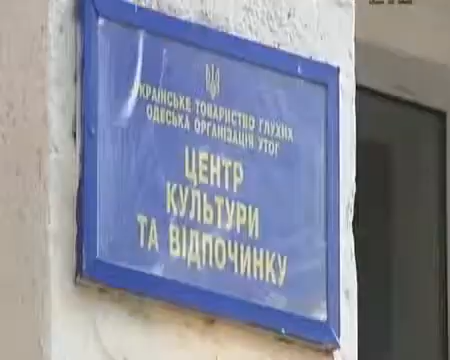 УКРАЇНСЬКЕ ТОВАРИСТВО ГЛУХИХ
ОДЕСЬКА ОРГАНІЗАЦІЯ УТОГ
ЦЕНТР
КУЛЬТУРИ
ТА ВІДПОЧИНКУ